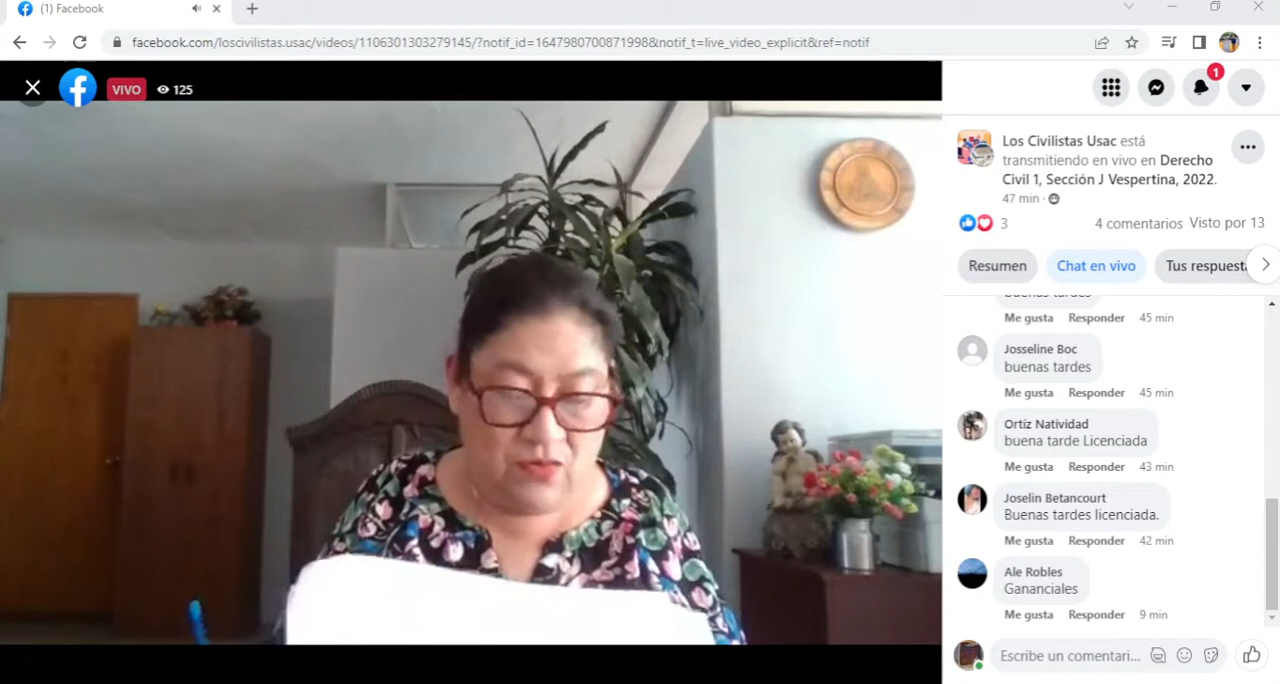 (1) Facebook
facebook.com/loscivilistas.usac/videos/1106301303279145/?notif_id=1647980700871998&notif_t=live_video_explicit&ref=notif
VIVO 125
1
Los Civilistas Usac está
transmitiendo en vivo en Derecho
Civil 1, Sección J Vespertina, 2022.
47 min ·
3 4 comentarios Visto por 13
Resumen Chat en vivo Tus respuest
buenas tardes
Me gusta Responder 45 min
Josseline Boc
buenas tardes
Me gusta Responder 45 min
Ortíz Natividad
buena tarde Licenciada
Me gusta Responder 43 min
Joselin Betancourt
Buenas tardes licenciada.
Me gusta Responder 42 min
Ale Robles
Gananciales
Me gusta Responder 9 min
Escribe un comentari...